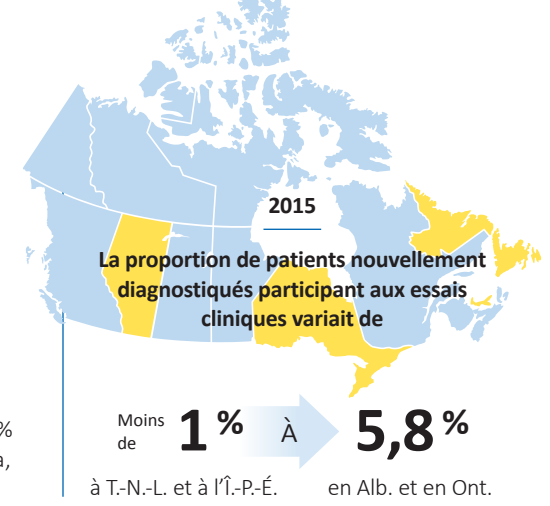 2015
La proportion de patients nouvellement
diagnostiqués participant aux essais
cliniques variait de
%
a,
Moins
de
1 %
À
5,8 %
à T.-N.-L. et à l’Î.-P.-É.
en Alb. et en Ont.